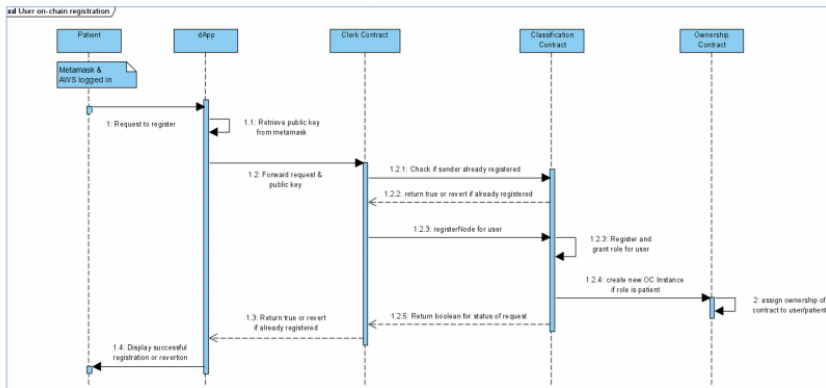 sd User on-chain registration
Patient
dApp
Clerk Contract
Classification
Contract
Ownership
Contract
Metamask &
AWS logged in
1: Request to register
1.1: Retrieve public key
from metamask
1.2: Forward request &
public key
1.2.1: Check if sender already registered
1.2.2: return true or revert if already registered
1.2.3: registerNode for user
1.2.3: Register and
grant role for user
1.2.4: create new OC Instance
if role is patient
2: assign ownership of
contract to user/patient
1.2.5: Return boolean for status of request
1.3: Return true or revert
if already registered
1.4: Display successful
registration or revertion